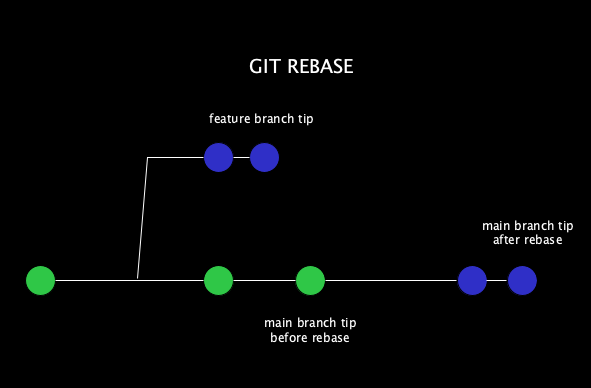 GIT REBASE
feature branch tip
main branch tip
after rebase
main branch tip
before rebase